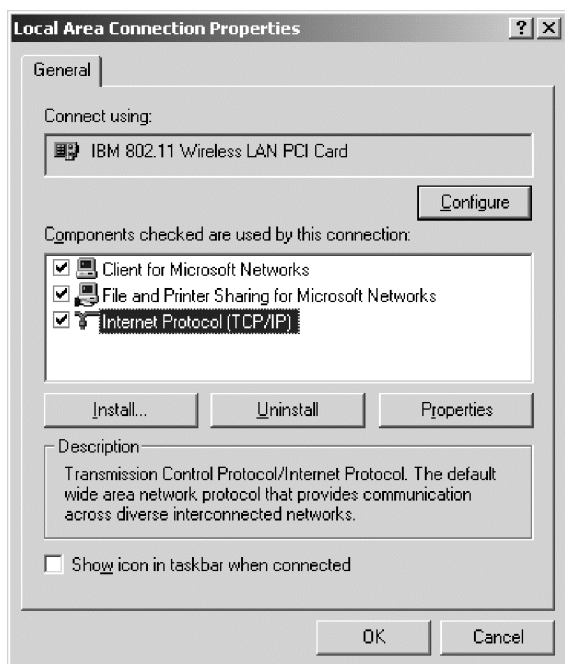 Local Area Connection Properties
General
Connect using:
IBM 802.11 Wireless LAN PCI Card
Configure
Components checked are used by this connection:
Client for Microsoft Networks
File and Printer Sharing for Microsoft Networks
Internet Protocol (TCP/IP)
Install... Uninstall Properties
Description
Transmission Control Protocol/Internet Protocol. The default
wide area network protocol that provides communication
across diverse interconnected networks.
Show icon in taskbar when connected
OK Cancel